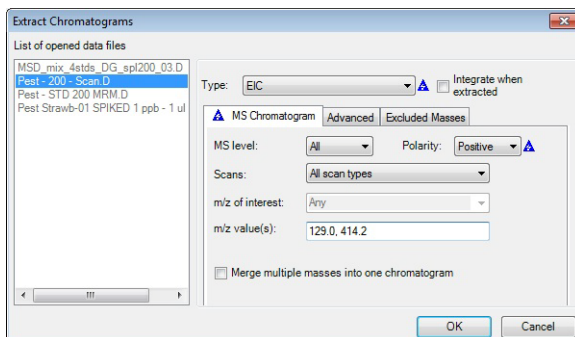 Extract Chromatograms
List of opened data files
MSD_mix_4stds_DG_spl200_03.D
Pest - 200 - Scan.D
Pest - STD 200 MRM.D
Pest Strawb-01 SPIKED 1 ppb - 1 ul
Type: EIC Integrate when extracted
MS Chromatogram Advanced Excluded Masses
MS level: All Polarity: Positive
Scans: All scan types
m/z of interest: Any
m/z value(s): 129.0, 414.2
Merge multiple masses into one chromatogram
OK Cancel